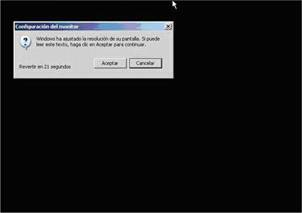 Configuración del monitor
Windows ha ajustado la resolución de su pantalla. Si puede
leer este texto, haga clic en Aceptar para continuar.
Revertir en 21 segundos
Aceptar
Cancelar